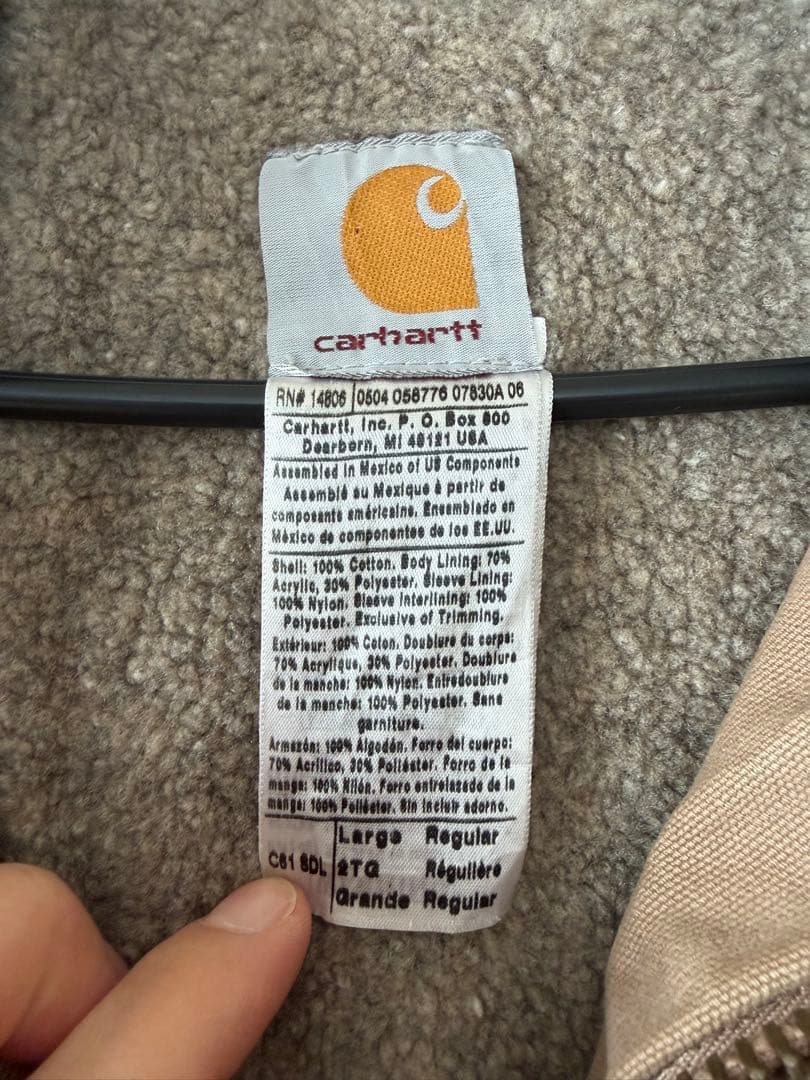 carhartt
RN# 14806 0504 058776 07830A 06
Carhartt, Inc. P. O. Box 600
Dearborn, MI 48121 USA
Assembled in Mexico of US Components
Assemblé au Mexique à partir de
composants américains. Ensamblado en
México de componentes de los EE.UU.
Shell: 100% Cotton. Body Lining: 70%
Acrylic, 30% Polyester. Sleeve Lining:
100% Nylon. Sleeve Interlining: 100%
Polyester. Exclusive of Trimming.
Extérieur: 100% Coton. Doublure du corps:
70% Acrylique, 30% Polyester. Doublure
de la manche: 100% Nylon. Entredoublure
de la manche: 100% Polyester. Sans
garniture.
Armazón: 100% Algodón. Forro del cuerpo:
70% Acrílico, 30% Poliéster. Forro de la
manga: 100% Nilón. Forro entrelazado de la
manga: 100% Poliéster. Sin incluir adorno.
Large Regular
C61 SDL 2TG Régulière
Grande Regular